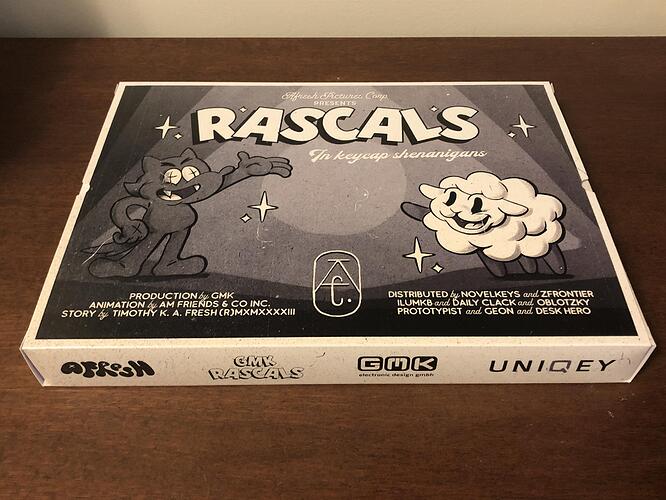 Afresh Pictures Corp.
PRESENTS
RASCALS
In keycap shenanigans
PRODUCTION by GMK
ANIMATION by AM FRIENDS & CO INC.
STORY by TIMOTHY K. A. FRESH (R)MXMXXXXIII
A
F.
DISTRIBUTED by NOVELKEYS and ZFRONTIER
ILUMKB and DAILY CLACK and OBLOTZKY
PROTOTYPIST and GEON and DESK HERO
AFRESH
GMK
RASCALS
GMK
electronic design gmbh
UNIQEY